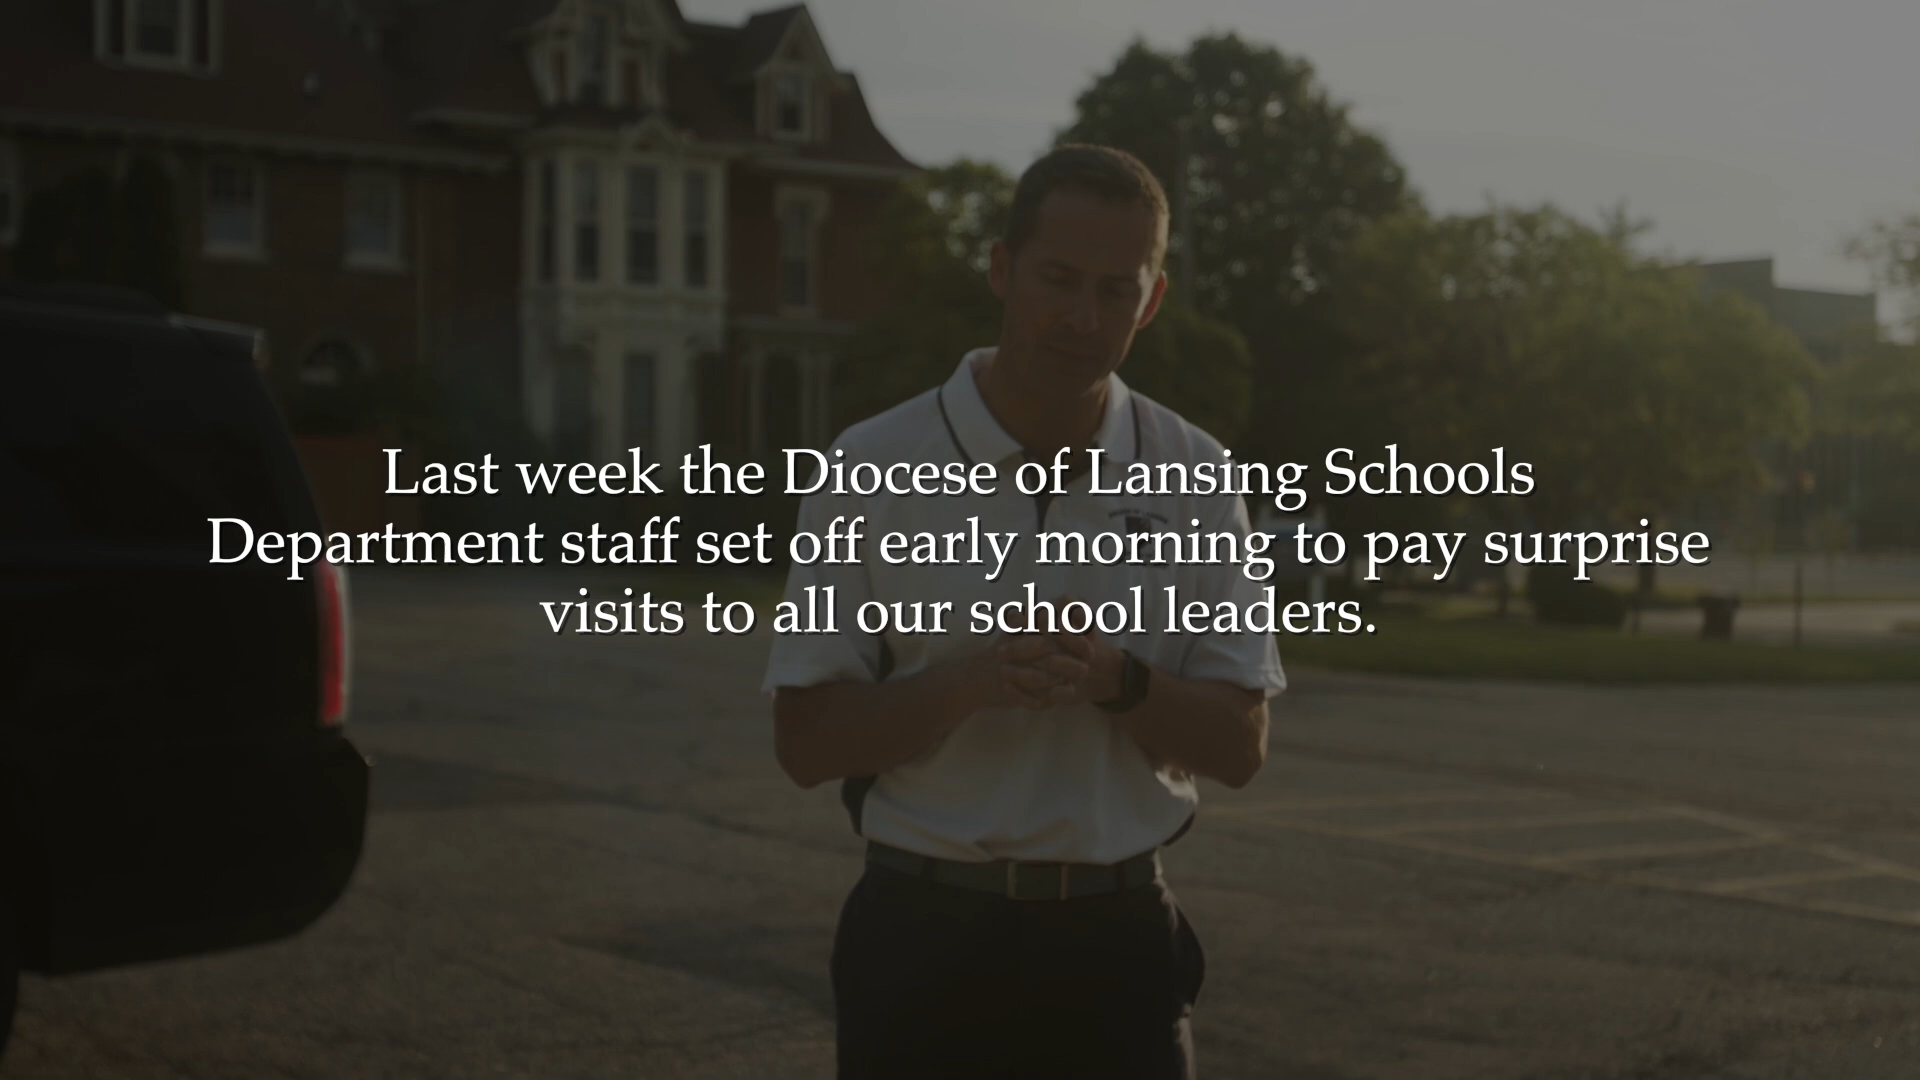 Last week the Diocese of Lansing Schools
Department staff set off early morning to pay surprise
visits to all our school leaders.